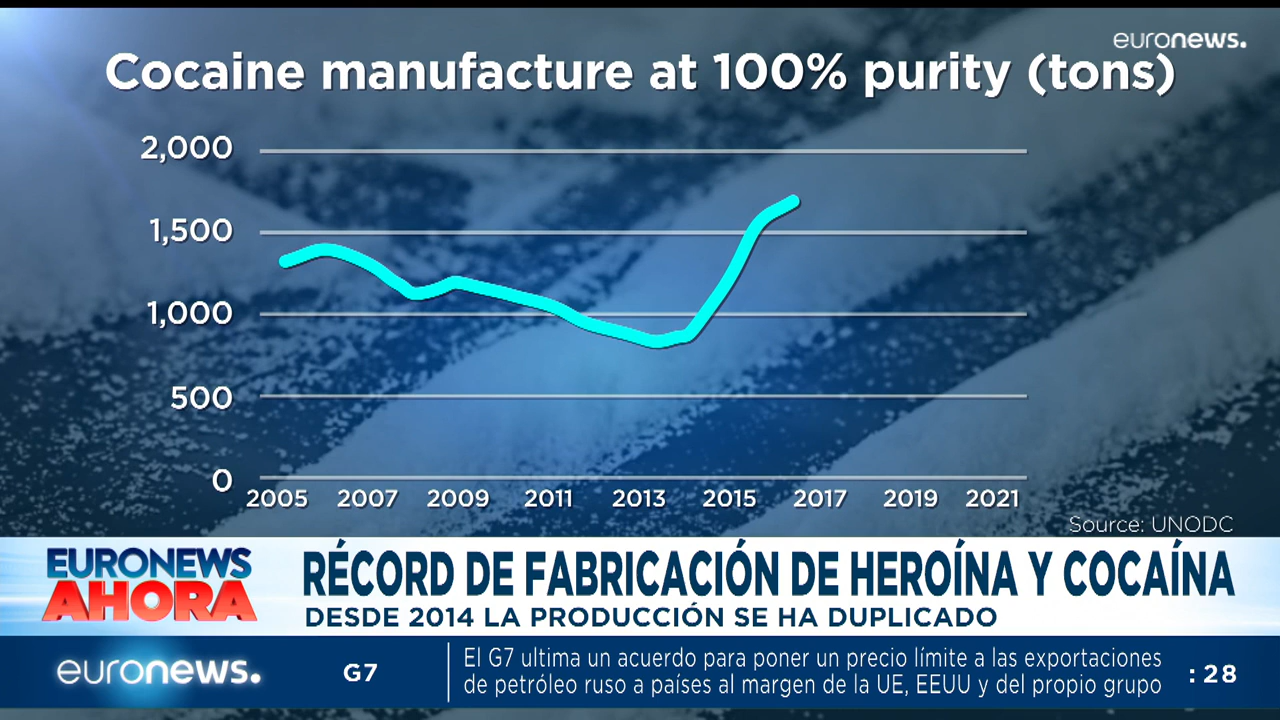 euronews.
Cocaine manufacture at 100% purity (tons)
2,000
1,500
1,000
500
0
2005 2007 2009 2011 2013 2015 2017 2019 2021
Source: UNODC
EURONEWS
AHORA
RÉCORD DE FABRICACIÓN DE HEROÍNA Y COCAÍNA
DESDE 2014 LA PRODUCCIÓN SE HA DUPLICADO
euronews.
G7
El G7 ultima un acuerdo para poner un precio límite a las exportaciones
de petróleo ruso a países al margen de la UE, EEUU y del propio grupo
:28